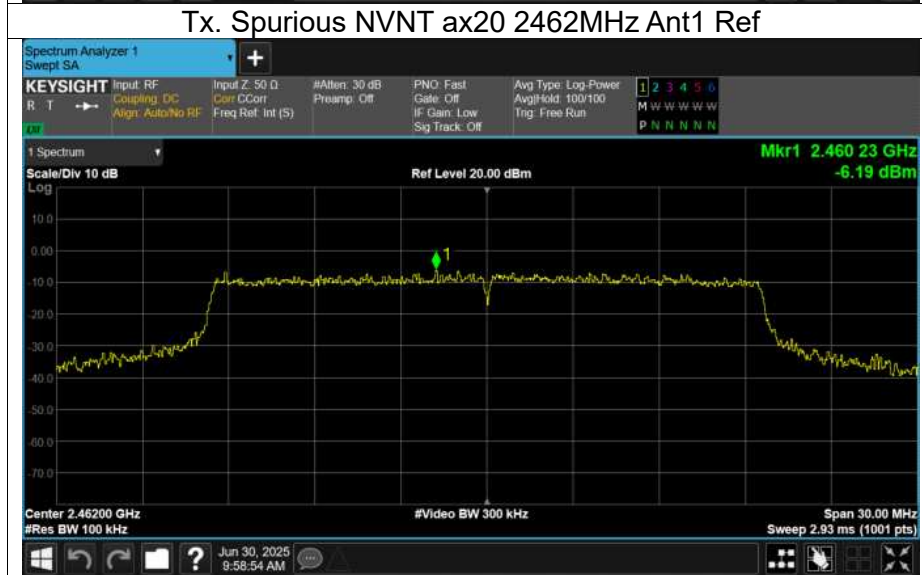 Tx. Spurious NVNT ax20 2462MHz Ant1 Ref
Spectrum Analyzer 1
Swept SA
+
KEYSIGHT
R T
Input: RF
Coupling: DC
Align: Auto/No RF
Input Z: 50 Ω
Corr CCorr
Freq Ref: Int (S)
#Atten: 30 dB
Preamp: Off
PNO: Fast
Gate: Off
IF Gain: Low
Sig Track: Off
Avg Type: Log-Power
Avg|Hold: 100/100
Trig: Free Run
1 2 3 4 5 6
M W W W W W
P N N N N N
1 Spectrum
Mkr1 2.460 23 GHz
Scale/Div 10 dB
Ref Level 20.00 dBm
-6.19 dBm
Log
10.0
0.00
-10.0
-20.0
-30.0
-40.0
-50.0
-60.0
-70.0
1
Center 2.46200 GHz
#Video BW 300 kHz
Span 30.00 MHz
#Res BW 100 kHz
Sweep 2.93 ms (1001 pts)
?
Jun 30, 2025
9:58:54 AM